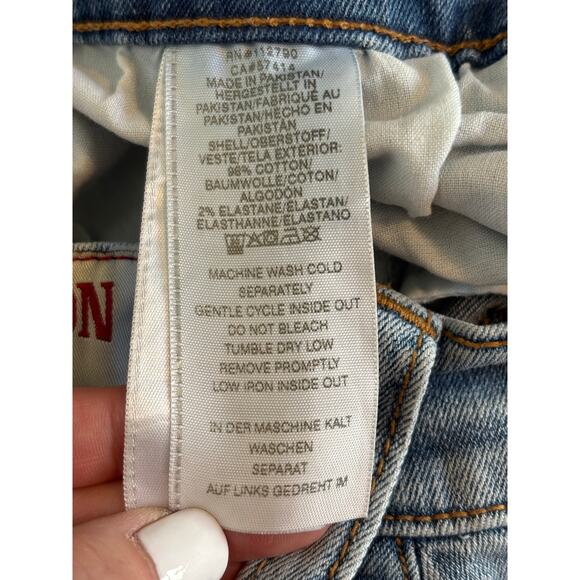 RN#112790
CA#57414
MADE IN PAKISTAN/
HERGESTELLT IN
PAKISTAN/FABRIQUÉ AU
PAKISTAN/HECHO EN
PAKISTÁN
SHELL/OBERSTOFF/
VESTE/TELA EXTERIOR:
98% COTTON/
BAUMWOLLE/COTON/
ALGODÓN
2% ELASTANE/ELASTAN/
ELASTHANNE/ELASTANO
MACHINE WASH COLD
SEPARATELY
GENTLE CYCLE INSIDE OUT
DO NOT BLEACH
TUMBLE DRY LOW
REMOVE PROMPTLY
LOW IRON INSIDE OUT
IN DER MASCHINE KALT
WASCHEN
SEPARAT
AUF LINKS GEDREHT IM
ON